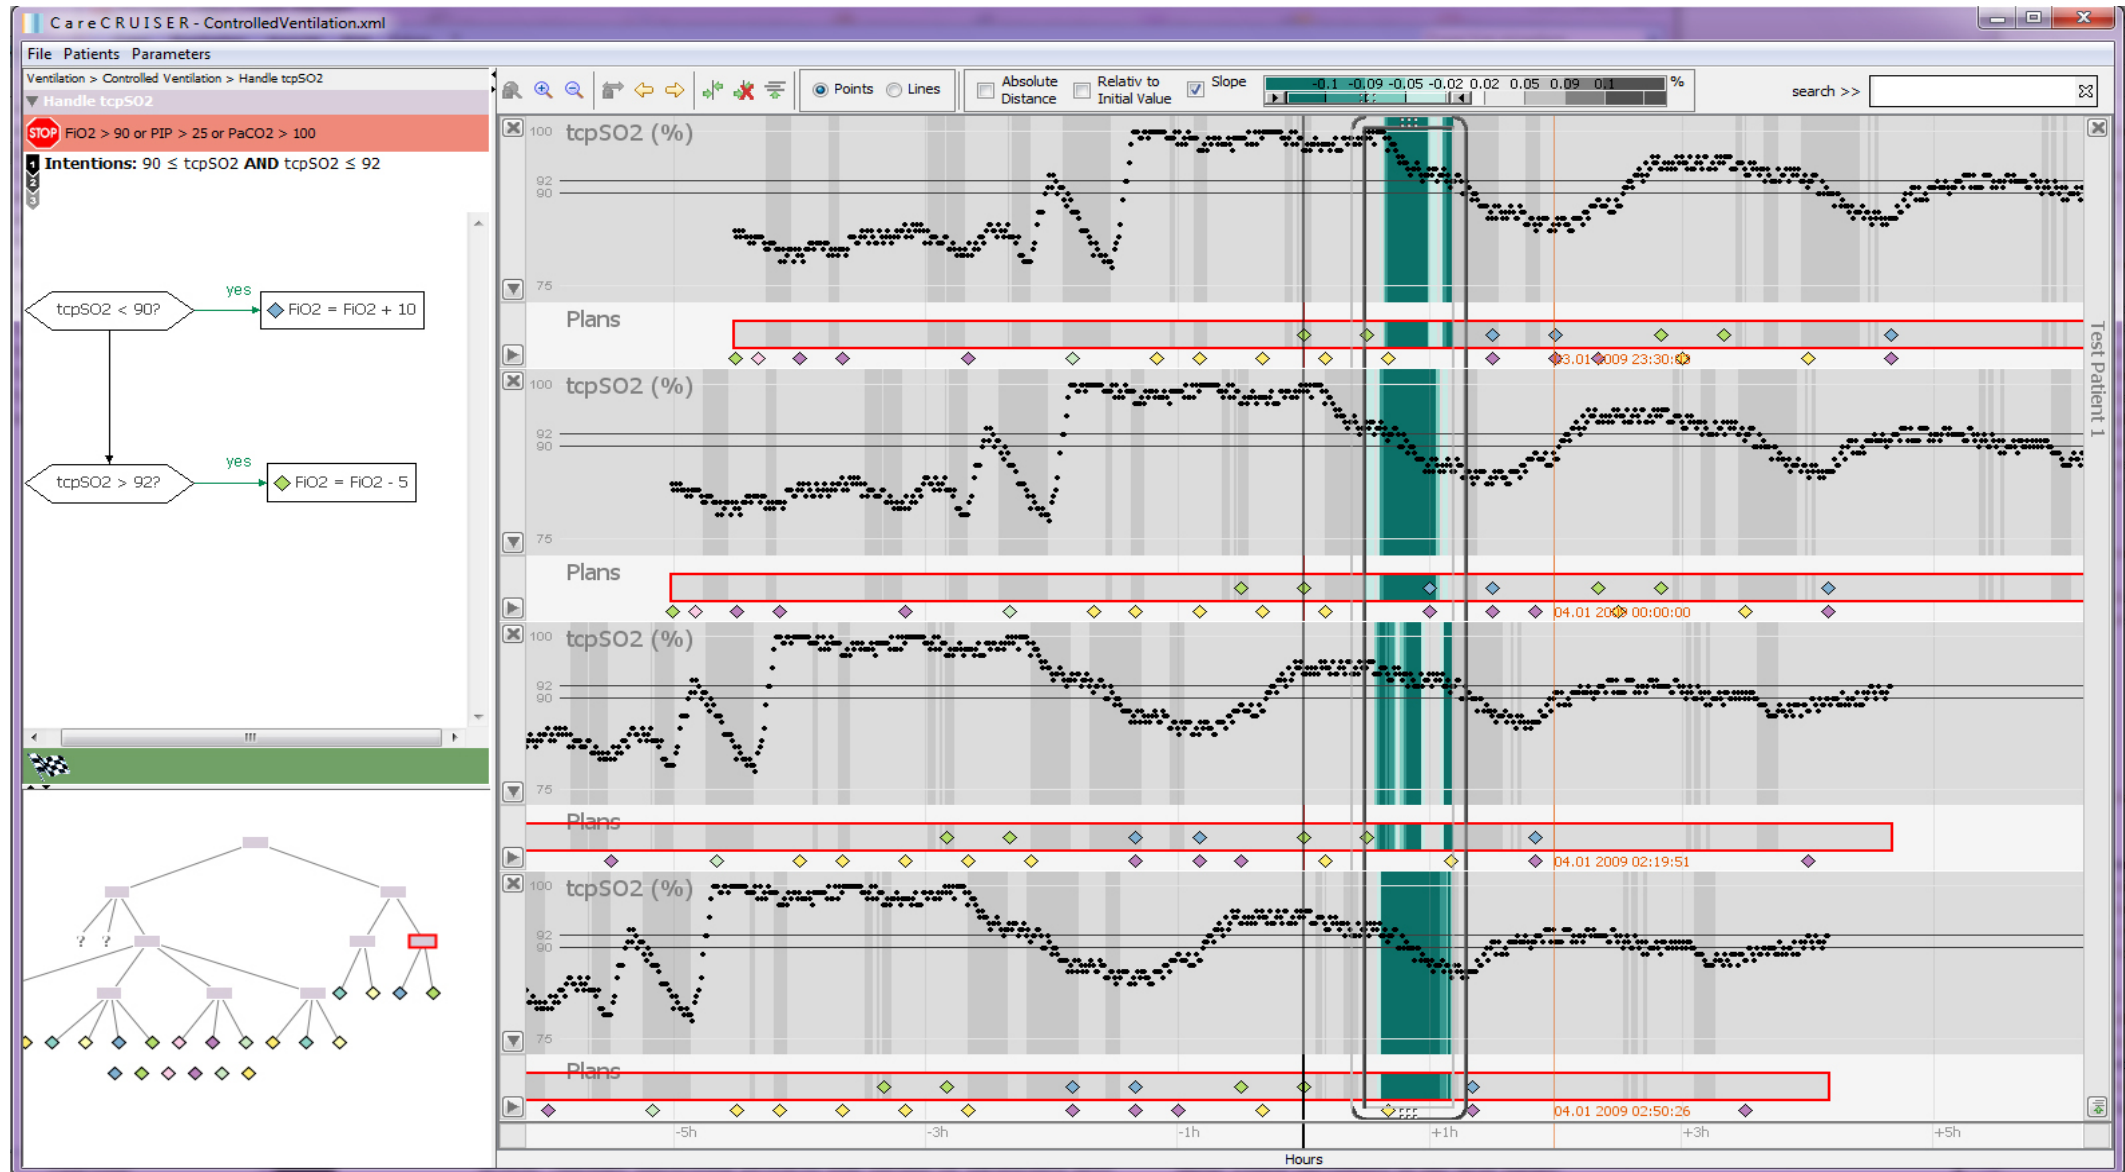 CareCRUISER - ControlledVentilation.xml
File Patients Parameters
Ventilation > Controlled Ventilation > Handle tcpSO2
Handle tcpSO2
STOP FiO2 > 90 or PIP > 25 or PaCO2 > 100
1 Intentions: 90 ≤ tcpSO2 AND tcpSO2 ≤ 92
2
3
tcpSO2 < 90?
yes
FiO2 = FiO2 + 10
tcpSO2 > 92?
yes
FiO2 = FiO2 - 5
? ?
Points Lines
Absolute Distance
Relativ to Initial Value
Slope
-0.1 -0.09 -0.05 -0.02 0.02 0.05 0.09 0.1 %
search >>
100 tcpSO2 (%)
92
90
75
Plans
100 tcpSO2 (%)
92
90
75
Plans
04.01 2009 00:00:00
100 tcpSO2 (%)
92
90
75
Plans
04.01 2009 02:19:51
100 tcpSO2 (%)
92
90
75
Plans
04.01 2009 02:50:26
-5h -3h -1h +1h +3h +5h
Hours
Test Patient 1